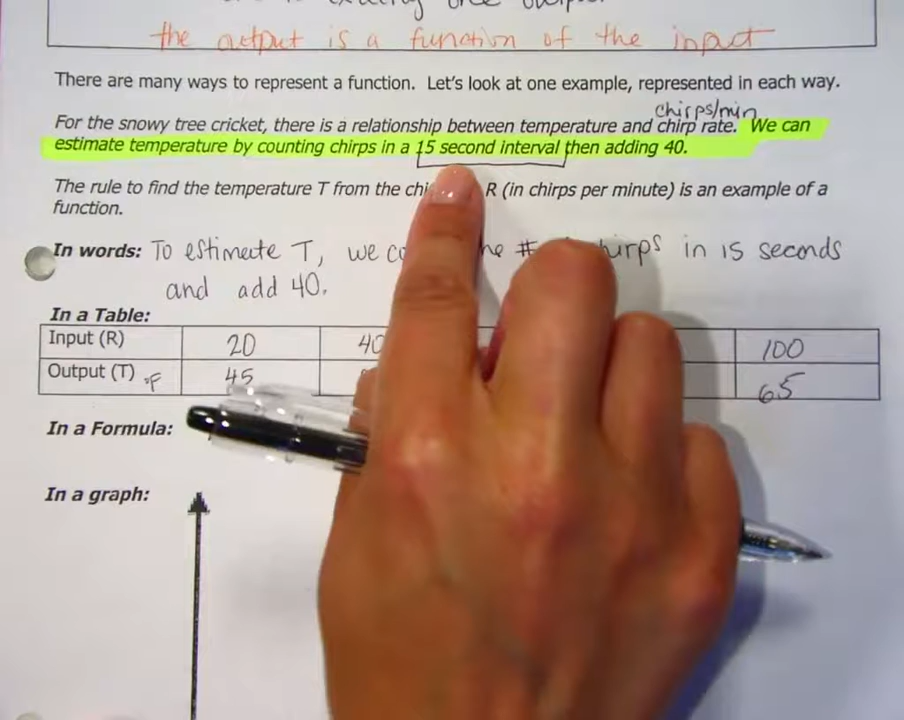 the output is a function of the input
There are many ways to represent a function. Let's look at one example, represented in each way.
chirps/min
For the snowy tree cricket, there is a relationship between temperature and chirp rate. We can
estimate temperature by counting chirps in a 15 second interval then adding 40.
The rule to find the temperature T from the R (in chirps per minute) is an example of a
function.
In words: To estimate T, we # in 15 seconds
and add 40.
In a Table:
Input (R) 20 40 100
Output (T) °F 45 65
In a Formula:
In a graph: